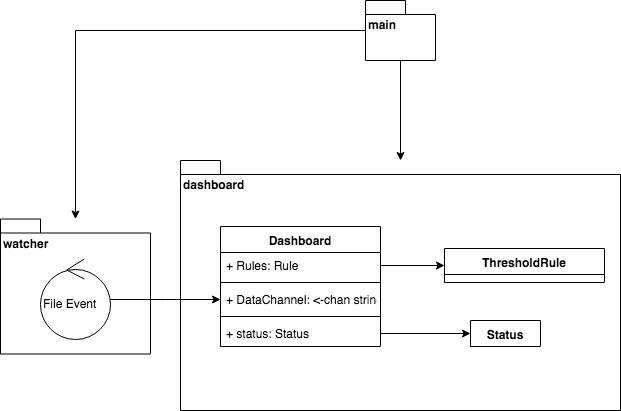 main
dashboard
watcher
File Event
Dashboard
+ Rules: Rule
+ DataChannel: <-chan strin
+ status: Status
ThresholdRule
Status